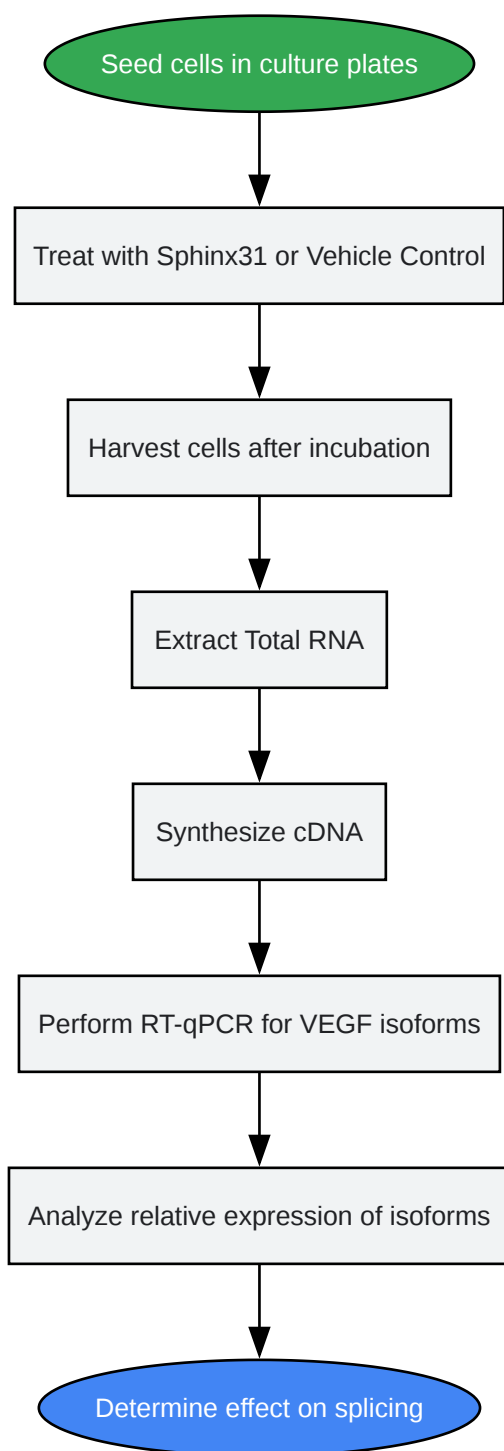 Seed cells in culture plates
Treat with Sphinx31 or Vehicle Control
Harvest cells after incubation
Extract Total RNA
Synthesize cDNA
Perform RT-qPCR for VEGF isoforms
Analyze relative expression of isoforms
Determine effect on splicing